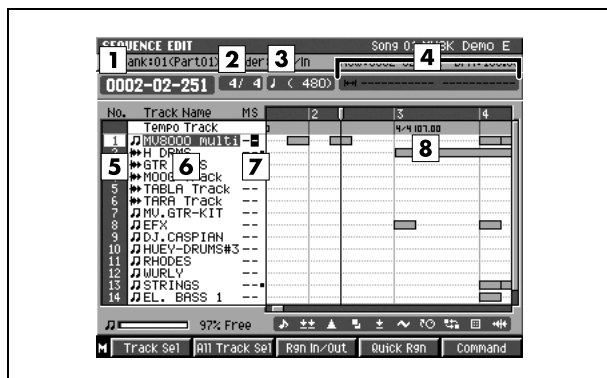 SEQUENCE EDIT Song 01 Demo E
1 2 3 4
ank:01(Part01) /In
0002-02-251 4/ 4 ♩ ( 480)
No. Track Name MS 2 3 4
Tempo Track 4/4 107.00
1 MV8000 multi --
H DRMS
5 6 7 8
GTR S
MOOG ack
5 TABLA Track --
6 TARA Track --
7 MV.GTR-KIT --
8 EFX --
9 DJ.CASPIAN --
10 HUEY-DRUMS#3 --
11 RHODES --
12 WURLY --
13 STRINGS --
14 EL. BASS 1 --
97% Free
M Track Sel All Track Sel Rgn In/Out Quick Rgn Command